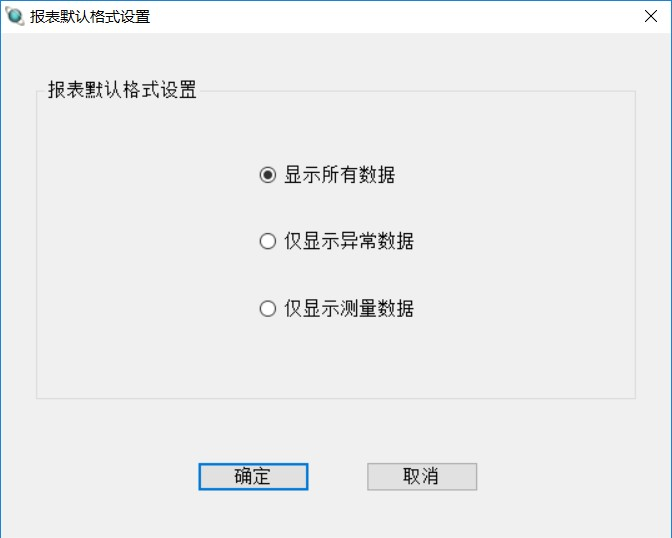 报表默认格式设置
报表默认格式设置
显示所有数据
仅显示异常数据
仅显示测量数据
确定
取消